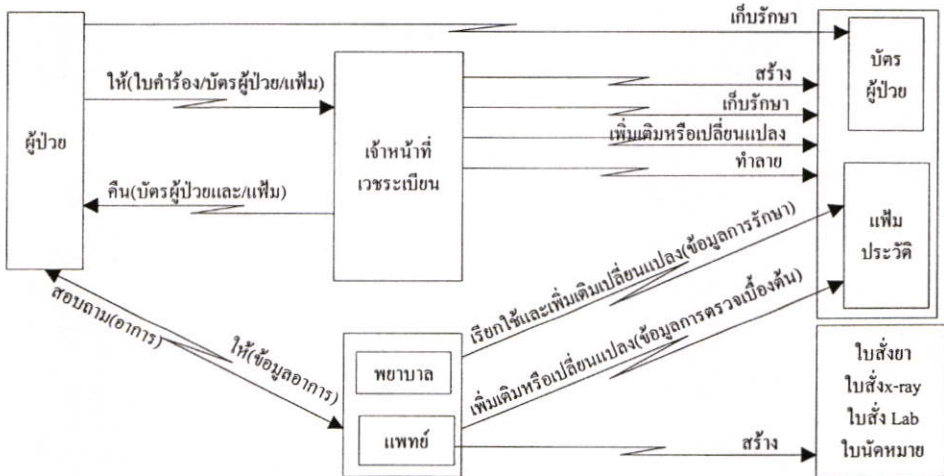 เก็บรักษา
บัตร
ผู้ป่วย
ให้(ใบคำร้อง/บัตรผู้ป่วย/แฟ้ม)
สร้าง
เก็บรักษา
ผู้ป่วย
เจ้าหน้าที่
เวชระเบียน
เพิ่มเติมหรือเปลี่ยนแปลง
ทำลาย
คืน(บัตรผู้ป่วยและ/แฟ้ม)
แฟ้ม
ประวัติ
สอบถาม(อาการ)
ให้(ข้อมูลอาการ)
เรียกใช้และเพิ่มเติมเปลี่ยนแปลง(ข้อมูลการรักษา)
เพิ่มเติมหรือเปลี่ยนแปลง(ข้อมูลการตรวจเบื้องต้น)
พยาบาล
แพทย์
สร้าง
ใบสั่งยา
ใบสั่งx-ray
ใบสั่ง Lab
ใบนัดหมาย